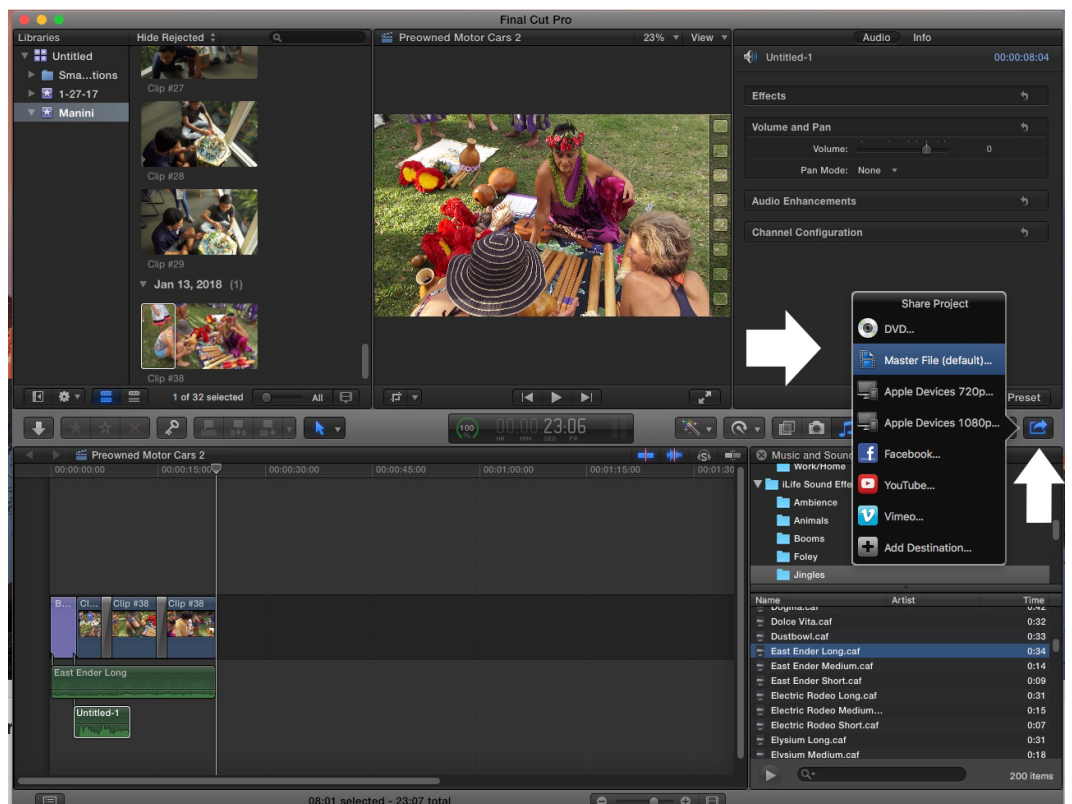 Final Cut Pro
Libraries
Hide Rejected
Untitled
Sma...tions
1-27-17
Manini
Clip #27
Clip #28
Clip #29
Jan 13, 2018 (1)
Clip #38
1 of 32 selected
All
Preowned Motor Cars 2
23%
View
Audio
Info
Untitled-1
00:00:08:04
Effects
Volume and Pan
Volume:
0
Pan Mode: None
Audio Enhancements
Channel Configuration
Share Project
DVD...
Master File (default)...
Apple Devices 720p...
Apple Devices 1080p...
Facebook...
YouTube...
Vimeo...
Add Destination...
Preset
100
00:00:23:06
HR MIN SEC FR
Preowned Motor Cars 2
00:00:00:00
00:00:15:00
00:00:30:00
00:00:45:00
00:01:00:00
00:01:15:00
00:01:30
B...
Cl...
Clip #38
Clip #38
East Ender Long
Untitled-1
Music and Sound
Work/Home
iLife Sound Effe
Ambience
Animals
Booms
Foley
Jingles
Name
Artist
Time
Dogma.caf
0:42
Dolce Vita.caf
0:32
Dustbowl.caf
0:33
East Ender Long.caf
0:34
East Ender Medium.caf
0:14
East Ender Short.caf
0:09
Electric Rodeo Long.caf
0:31
Electric Rodeo Medium...
0:15
Electric Rodeo Short.caf
0:07
Elysium Long.caf
0:31
Elysium Medium.caf
0:18
200 items
08:01 selected - 23:07 total